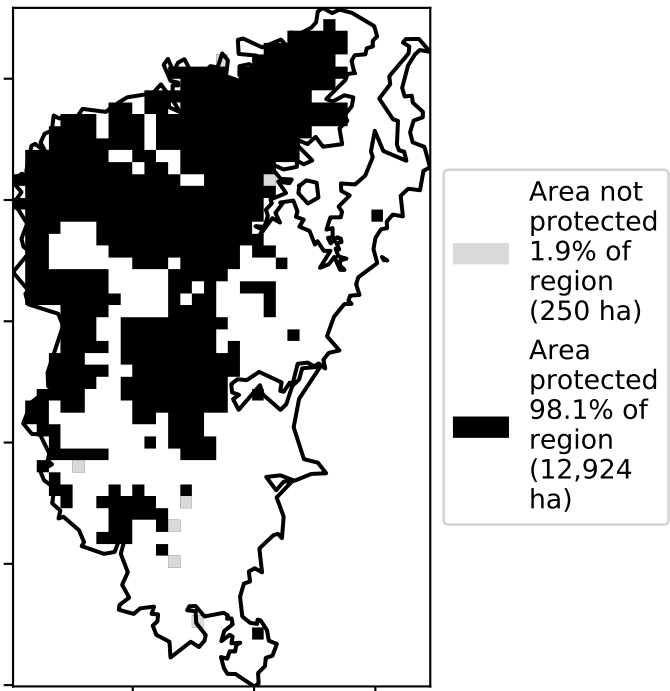 Area not
protected
1.9% of
region
(250 ha)
Area
protected
98.1% of
region
(12,924
ha)